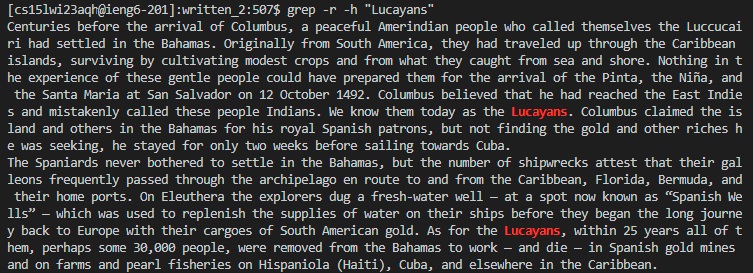 [cs15lwi23aqh@ieng6-201]:written_2:507$ grep -r -h "Lucayans"
Centuries before the arrival of Columbus, a peaceful Amerindian people who called themselves the Luccucai
ri had settled in the Bahamas. Originally from South America, they had traveled up through the Caribbean
islands, surviving by cultivating modest crops and from what they caught from sea and shore. Nothing in t
he experience of these gentle people could have prepared them for the arrival of the Pinta, the Niña, and
 the Santa Maria at San Salvador on 12 October 1492. Columbus believed that he had reached the East Indie
s and mistakenly called these people Indians. We know them today as the Lucayans. Columbus claimed the is
land and others in the Bahamas for his royal Spanish patrons, but not finding the gold and other riches h
e was seeking, he stayed for only two weeks before sailing towards Cuba.
The Spaniards never bothered to settle in the Bahamas, but the number of shipwrecks attest that their gal
leons frequently passed through the archipelago en route to and from the Caribbean, Florida, Bermuda, and
 their home ports. On Eleuthera the explorers dug a fresh-water well — at a spot now known as “Spanish We
lls” — which was used to replenish the supplies of water on their ships before they began the long journe
y back to Europe with their cargoes of South American gold. As for the Lucayans, within 25 years all of t
hem, perhaps some 30,000 people, were removed from the Bahamas to work — and die — in Spanish gold mines
and on farms and pearl fisheries on Hispaniola (Haiti), Cuba, and elsewhere in the Caribbean.